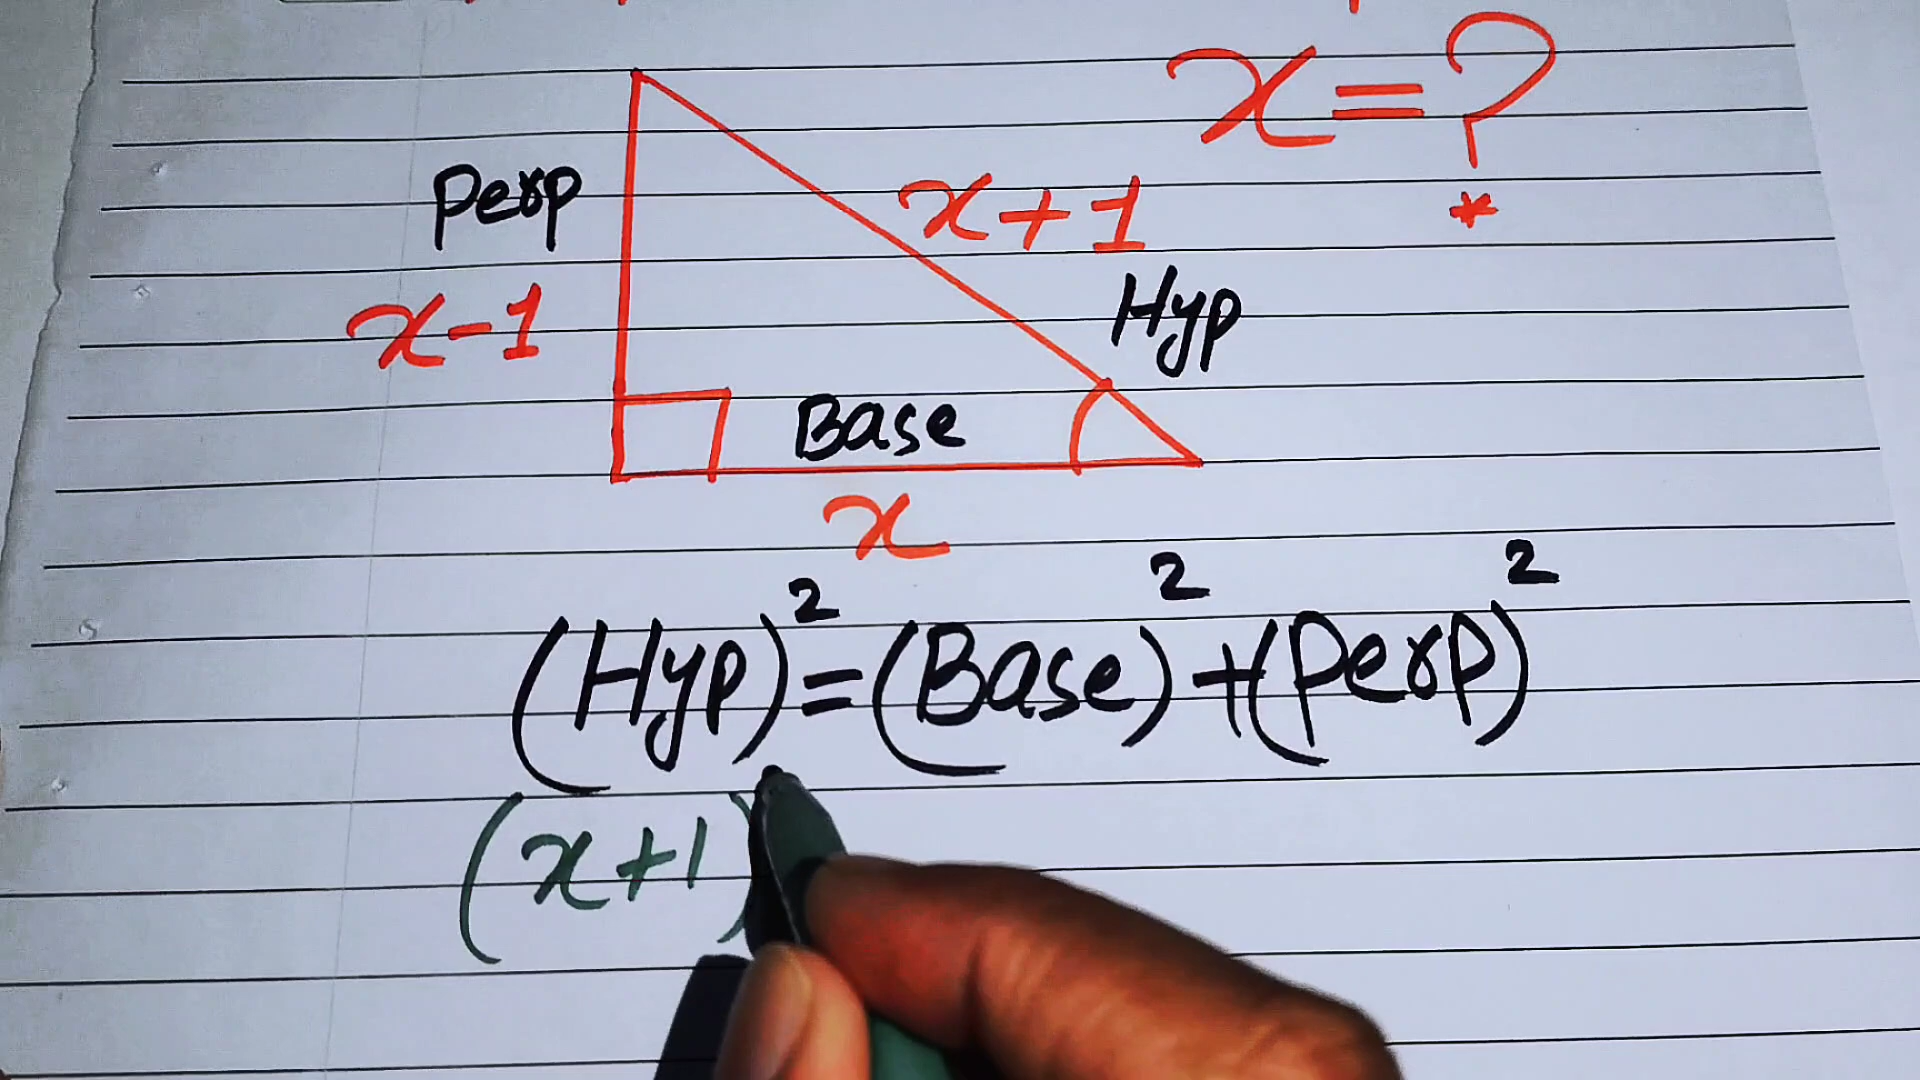 x=?
*
Perp
x+1
Hyp
x-1
Base
x
(Hyp)²=(Base)²+(Perp)²
(x+1)